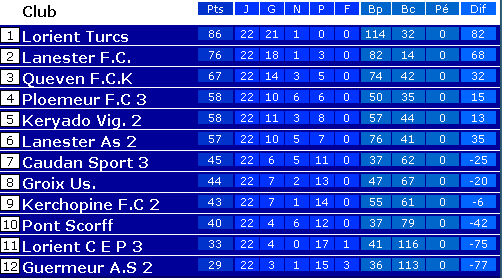 Club Pts J G N P F Bp Bc Pé Dif
1 Lorient Turcs 86 22 21 1 0 0 114 32 0 82
2 Lanester F.C. 76 22 18 1 3 0 82 14 0 68
3 Queven F.C.K 67 22 14 3 5 0 74 42 0 32
4 Ploemeur F.C 3 58 22 10 6 6 0 50 35 0 15
5 Keryado Vig. 2 58 22 11 3 8 0 57 44 0 13
6 Lanester As 2 57 22 10 5 7 0 76 41 0 35
7 Caudan Sport 3 45 22 6 5 11 0 37 62 0 -25
8 Groix Us. 44 22 7 2 13 0 47 67 0 -20
9 Kerchopine F.C 2 43 22 7 1 14 0 55 61 0 -6
10 Pont Scorff 40 22 4 6 12 0 37 79 0 -42
11 Lorient C E P 3 33 22 4 0 17 1 41 116 0 -75
12 Guermeur A.S 2 29 22 3 1 15 3 36 113 0 -77